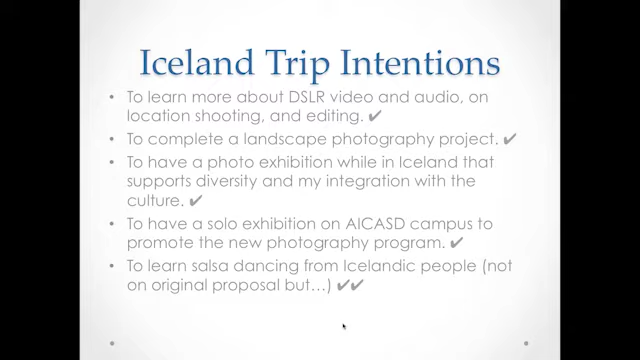 Iceland Trip Intentions
• To learn more about DSLR video and audio, on
location shooting, and editing. ✔
• To complete a landscape photography project. ✔
• To have a photo exhibition while in Iceland that
supports diversity and my integration with the
culture. ✔
• To have a solo exhibition on AICASD campus to
promote the new photography program. ✔
• To learn salsa dancing from Icelandic people (not
on original proposal but…) ✔✔